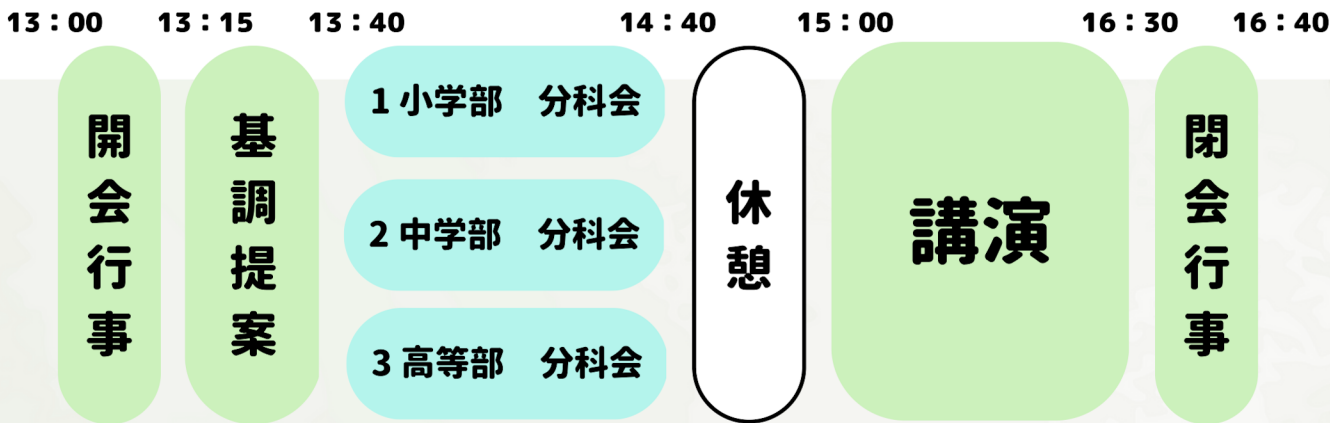 13：00 13：15 13：40 14：40 15：00 16：30 16：40
開会行事
基調提案
1 小学部　分科会
2 中学部　分科会
3 高等部　分科会
休憩
講演
閉会行事